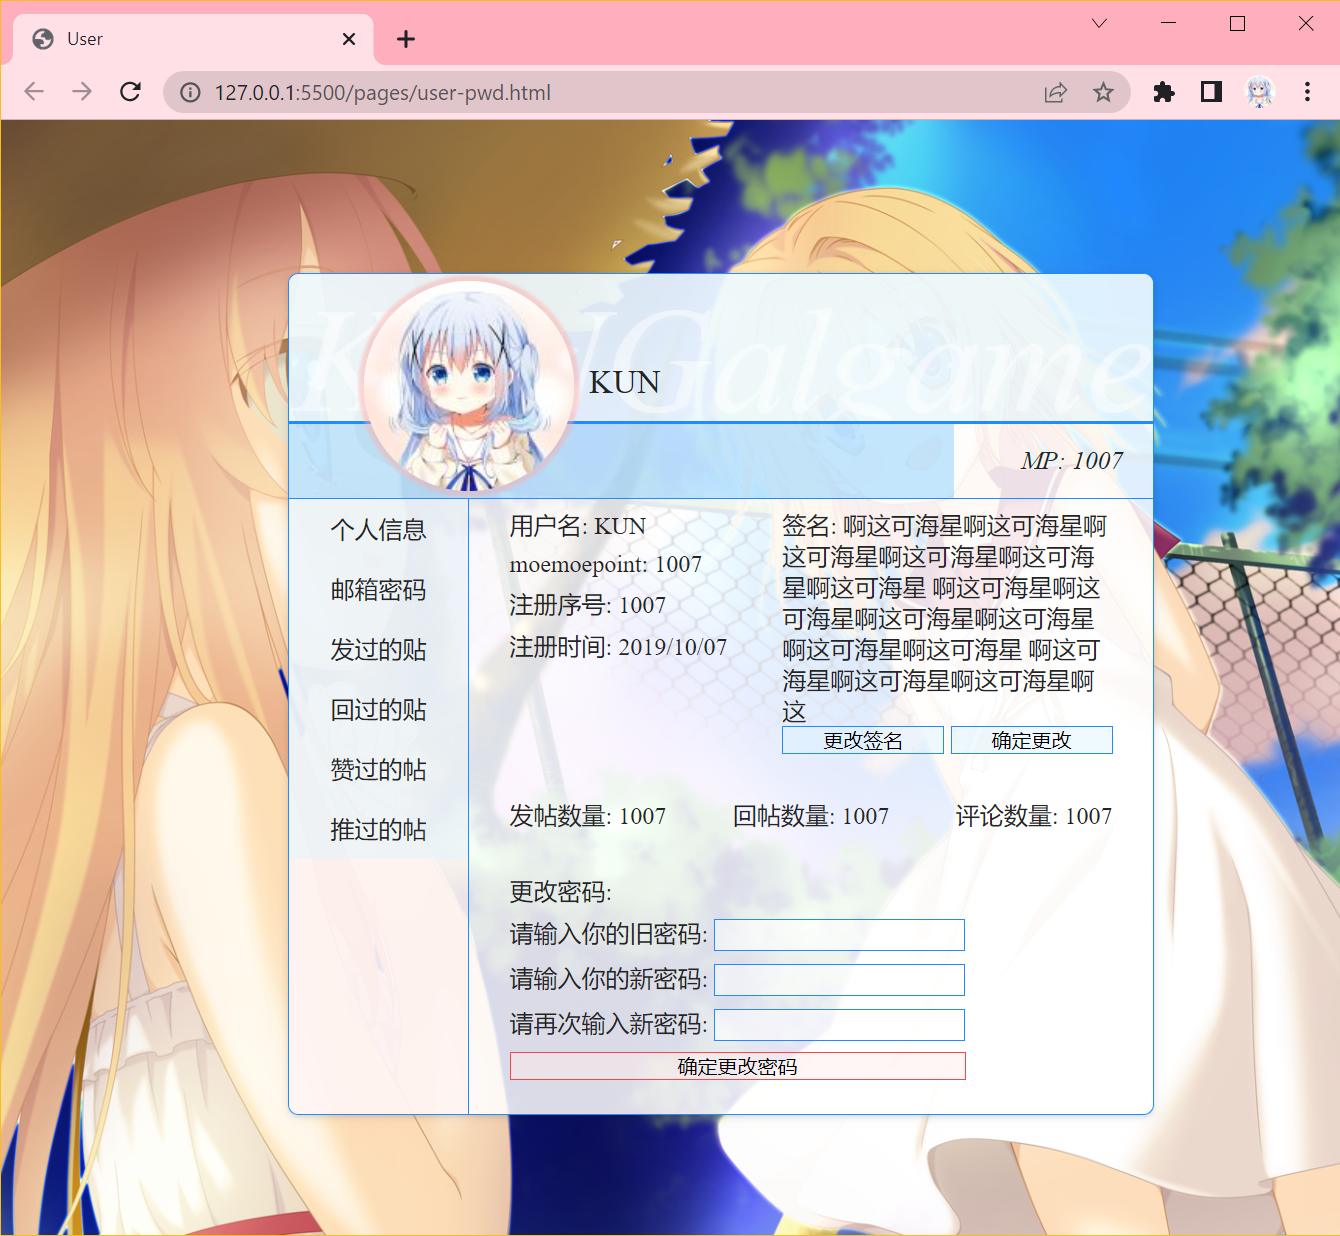 User
127.0.0.1:5500/pages/user-pwd.html
KUNGalgame
KUN
MP: 1007
个人信息
邮箱密码
发过的贴
回过的贴
赞过的帖
推过的帖
用户名: KUN
moemoepoint: 1007
注册序号: 1007
注册时间: 2019/10/07
签名: 啊这可海星啊这可海星啊
这可海星啊这可海星啊这可海
星啊这可海星 啊这可海星啊这
可海星啊这可海星啊这可海星
啊这可海星啊这可海星 啊这可
海星啊这可海星啊这可海星啊
这
更改签名 确定更改
发帖数量: 1007 回帖数量: 1007 评论数量: 1007
更改密码:
请输入你的旧密码:
请输入你的新密码:
请再次输入新密码:
确定更改密码